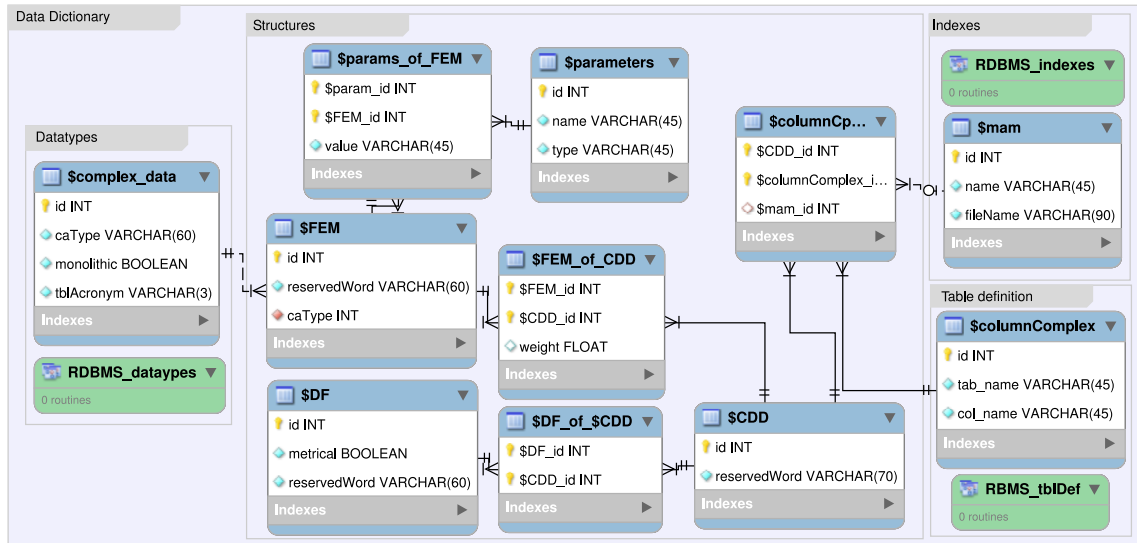 Data Dictionary
Structures
Indexes
$params_of_FEM
$param_id INT
$FEM_id INT
value VARCHAR(45)
Indexes
$parameters
id INT
name VARCHAR(45)
type VARCHAR(45)
Indexes
$columnCp...
$CDD_id INT
$columnComplex_i...
$mam_id INT
Indexes
RDBMS_indexes
0 routines
$mam
id INT
name VARCHAR(45)
fileName VARCHAR(90)
Indexes
Datatypes
$complex_data
id INT
caType VARCHAR(60)
monolithic BOOLEAN
tblAcronym VARCHAR(3)
Indexes
RDBMS_dataypes
0 routines
$FEM
id INT
reservedWord VARCHAR(60)
caType INT
Indexes
$FEM_of_CDD
$FEM_id INT
$CDD_id INT
weight FLOAT
Indexes
Table definition
$columnComplex
id INT
tab_name VARCHAR(45)
col_name VARCHAR(45)
Indexes
$DF
id INT
metrical BOOLEAN
reservedWord VARCHAR(60)
Indexes
$DF_of_$CDD
$DF_id INT
$CDD_id INT
Indexes
$CDD
id INT
reservedWord VARCHAR(70)
Indexes
RBMS_tblDef
0 routines